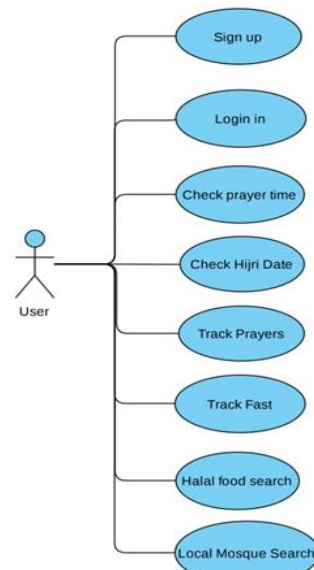 Sign up
Login in
Check prayer time
Check Hijri Date
User
Track Prayers
Track Fast
Halal food search
Local Mosque Search